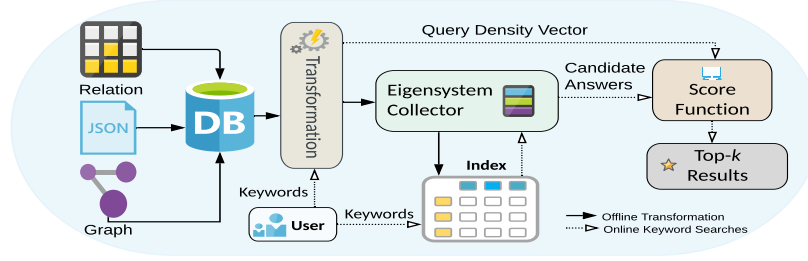 Query Density Vector
Relation
JSON
Graph
DB
Transformation
Eigensystem
Collector
Candidate
Answers
Score
Function
Top-k
Results
Index
Keywords
User
Keywords
Offline Transformation
Online Keyword Searches